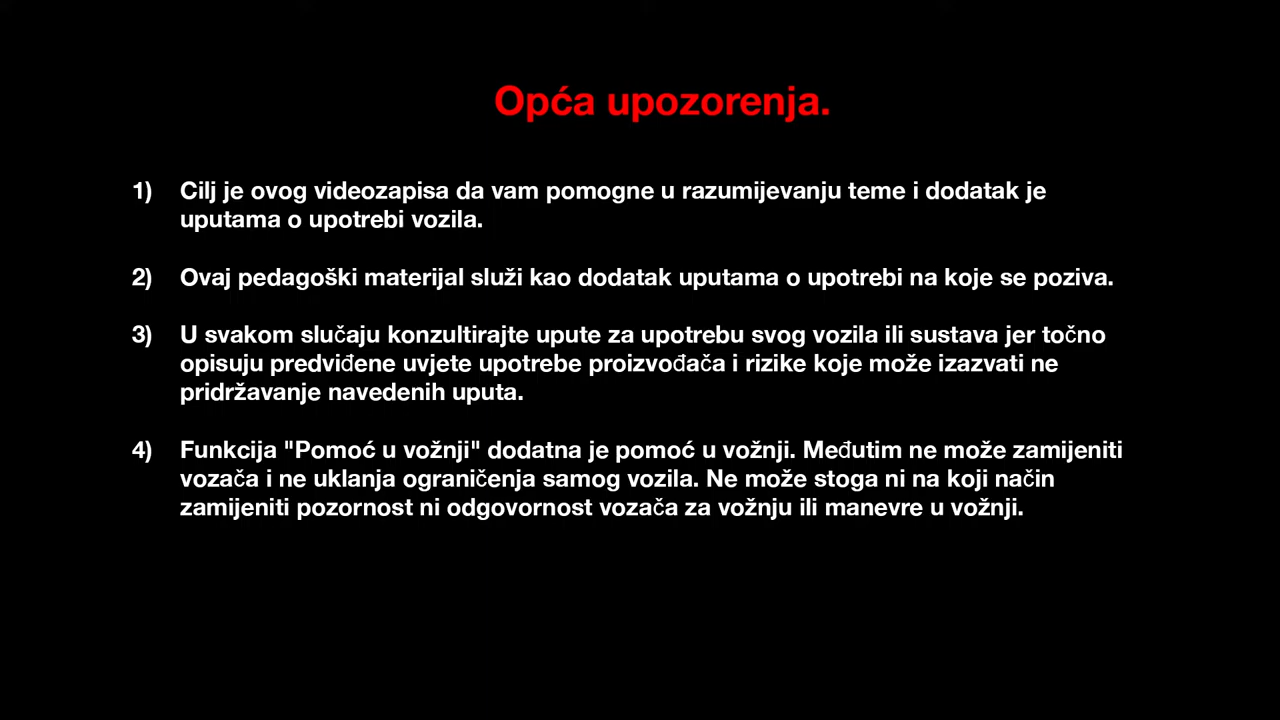 Opća upozorenja.
1) Cilj je ovog videozapisa da vam pomogne u razumijevanju teme i dodatak je
uputama o upotrebi vozila.
2) Ovaj pedagoški materijal služi kao dodatak uputama o upotrebi na koje se poziva.
3) U svakom slučaju konzultirajte upute za upotrebu svog vozila ili sustava jer točno
opisuju predviđene uvjete upotrebe proizvođača i rizike koje može izazvati ne
pridržavanje navedenih uputa.
4) Funkcija "Pomoć u vožnji" dodatna je pomoć u vožnji. Međutim ne može zamijeniti
vozača i ne uklanja ograničenja samog vozila. Ne može stoga ni na koji način
zamijeniti pozornost ni odgovornost vozača za vožnju ili manevre u vožnji.